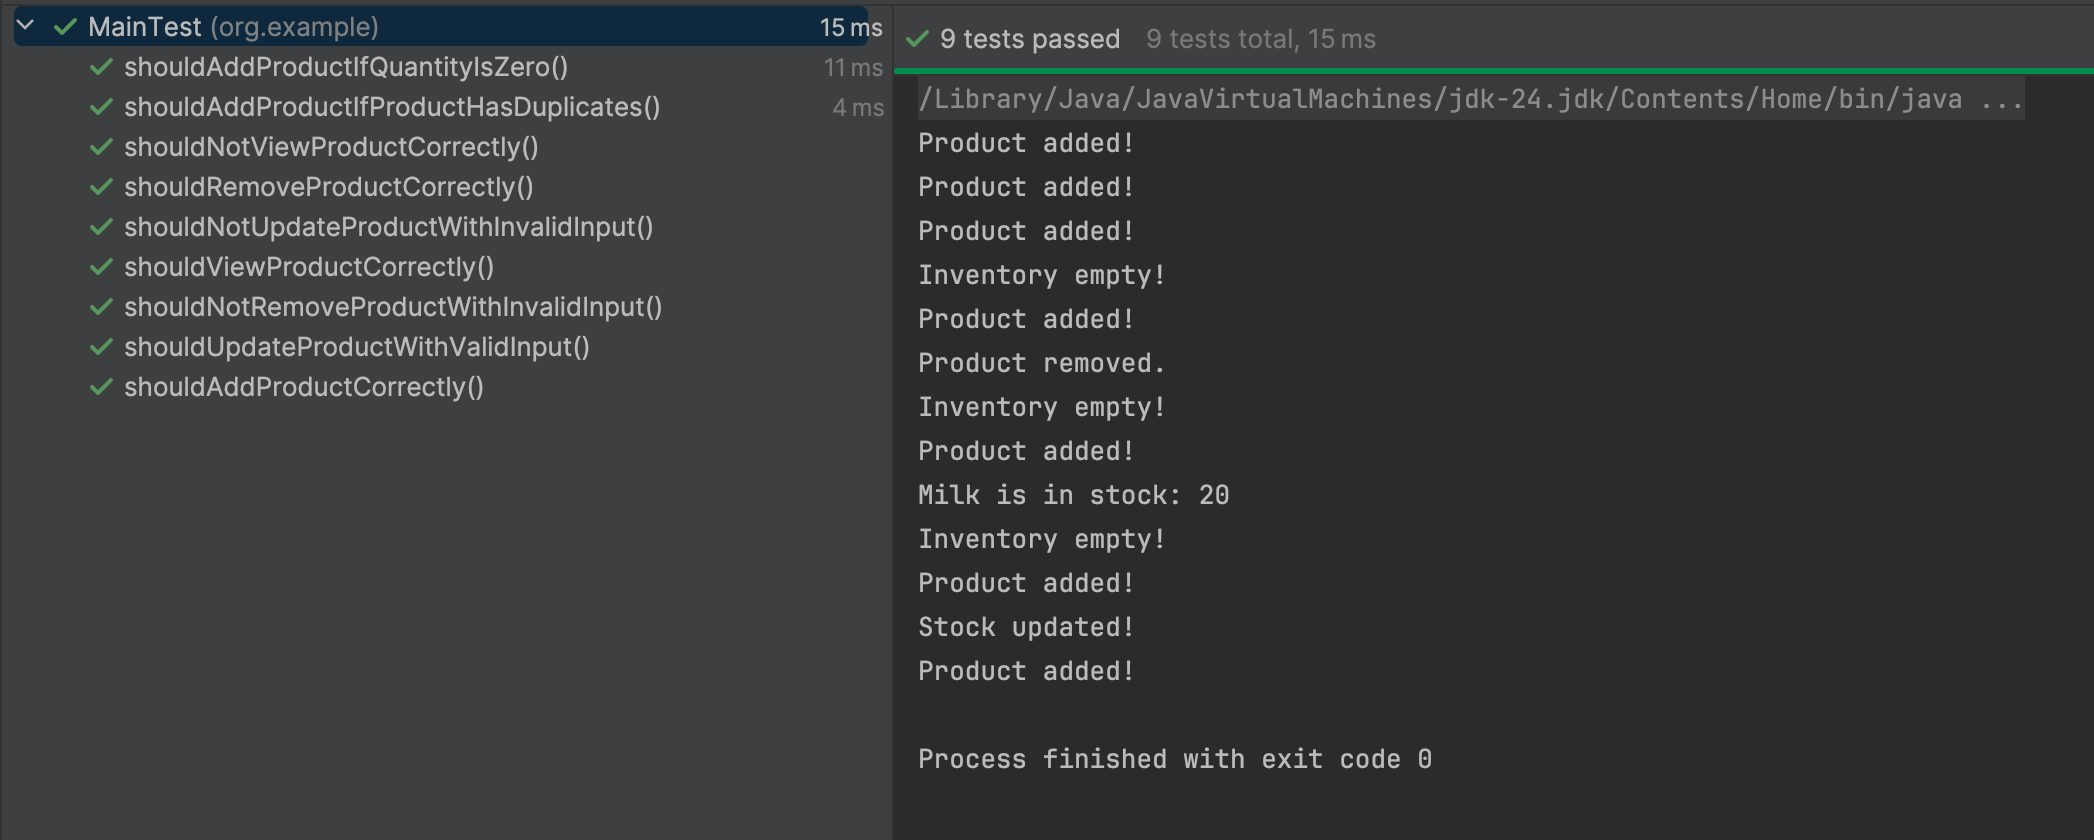 MainTest (org.example) 15 ms
shouldAddProductIfQuantityIsZero() 11 ms
shouldAddProductIfProductHasDuplicates() 4 ms
shouldNotViewProductCorrectly()
shouldRemoveProductCorrectly()
shouldNotUpdateProductWithInvalidInput()
shouldViewProductCorrectly()
shouldNotRemoveProductWithInvalidInput()
shouldUpdateProductWithValidInput()
shouldAddProductCorrectly()
9 tests passed 9 tests total, 15 ms
/Library/Java/JavaVirtualMachines/jdk-24.jdk/Contents/Home/bin/java ...
Product added!
Product added!
Product added!
Inventory empty!
Product added!
Product removed.
Inventory empty!
Product added!
Milk is in stock: 20
Inventory empty!
Product added!
Stock updated!
Product added!
Process finished with exit code 0